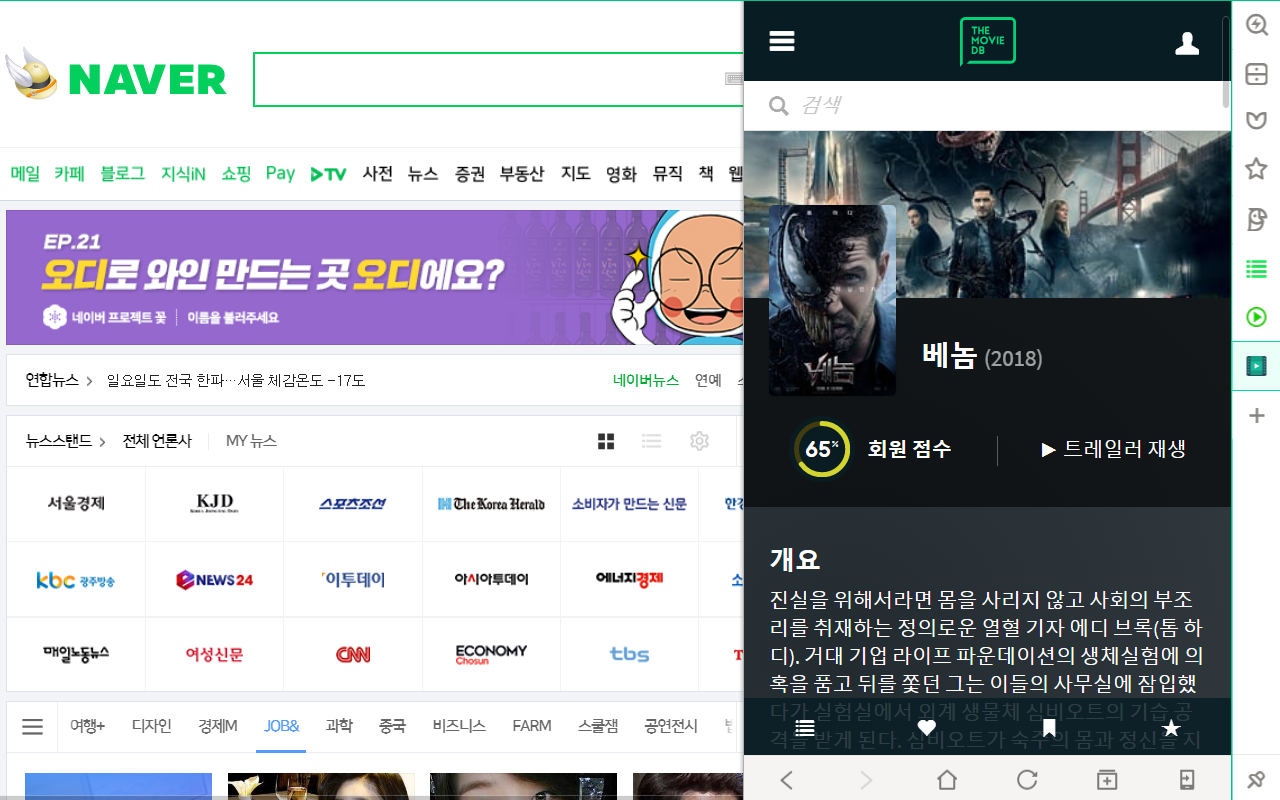 NAVER
메일 카페 블로그 지식iN 쇼핑 Pay TV 사전 뉴스 증권 부동산 지도 영화 뮤직 책 웹
EP.21
오디로 와인 만드는 곳 오디에요?
네이버 프로젝트 꽃 | 이름을 불러주세요
연합뉴스 > 일요일도 전국 한파…서울 체감온도 -17도 네이버뉴스 연예
뉴스스탠드 > 전체 언론사 MY 뉴스
서울경제 KJD 스포츠조선 The Korea Herald 소비자가 만드는 신문 한경
kbc 광주방송 eNEWS24 이투데이 아시아투데이 에너지경제 소
매일노동뉴스 여성신문 CNN ECONOMY Chosun tbs T
여행+ 디자인 경제M JOB& 과학 중국 비즈니스 FARM 스쿨잼 공연전시
THE
MOVIE
DB
검색
베놈
베놈 (2018)
65% 회원 점수 ▶ 트레일러 재생
개요
진실을 위해서라면 몸을 사리지 않고 사회의 부조
리를 취재하는 정의로운 열혈 기자 에디 브록(톰 하
디). 거대 기업 라이프 파운데이션의 생체실험에 의
혹을 품고 뒤를 쫓던 그는 이들의 사무실에 잠입했
다가 실험실에서 외계 생물체 심비오트의 기습 공
격을 받게 된다. 심비오트가 숙주의 몸과 정신을 지